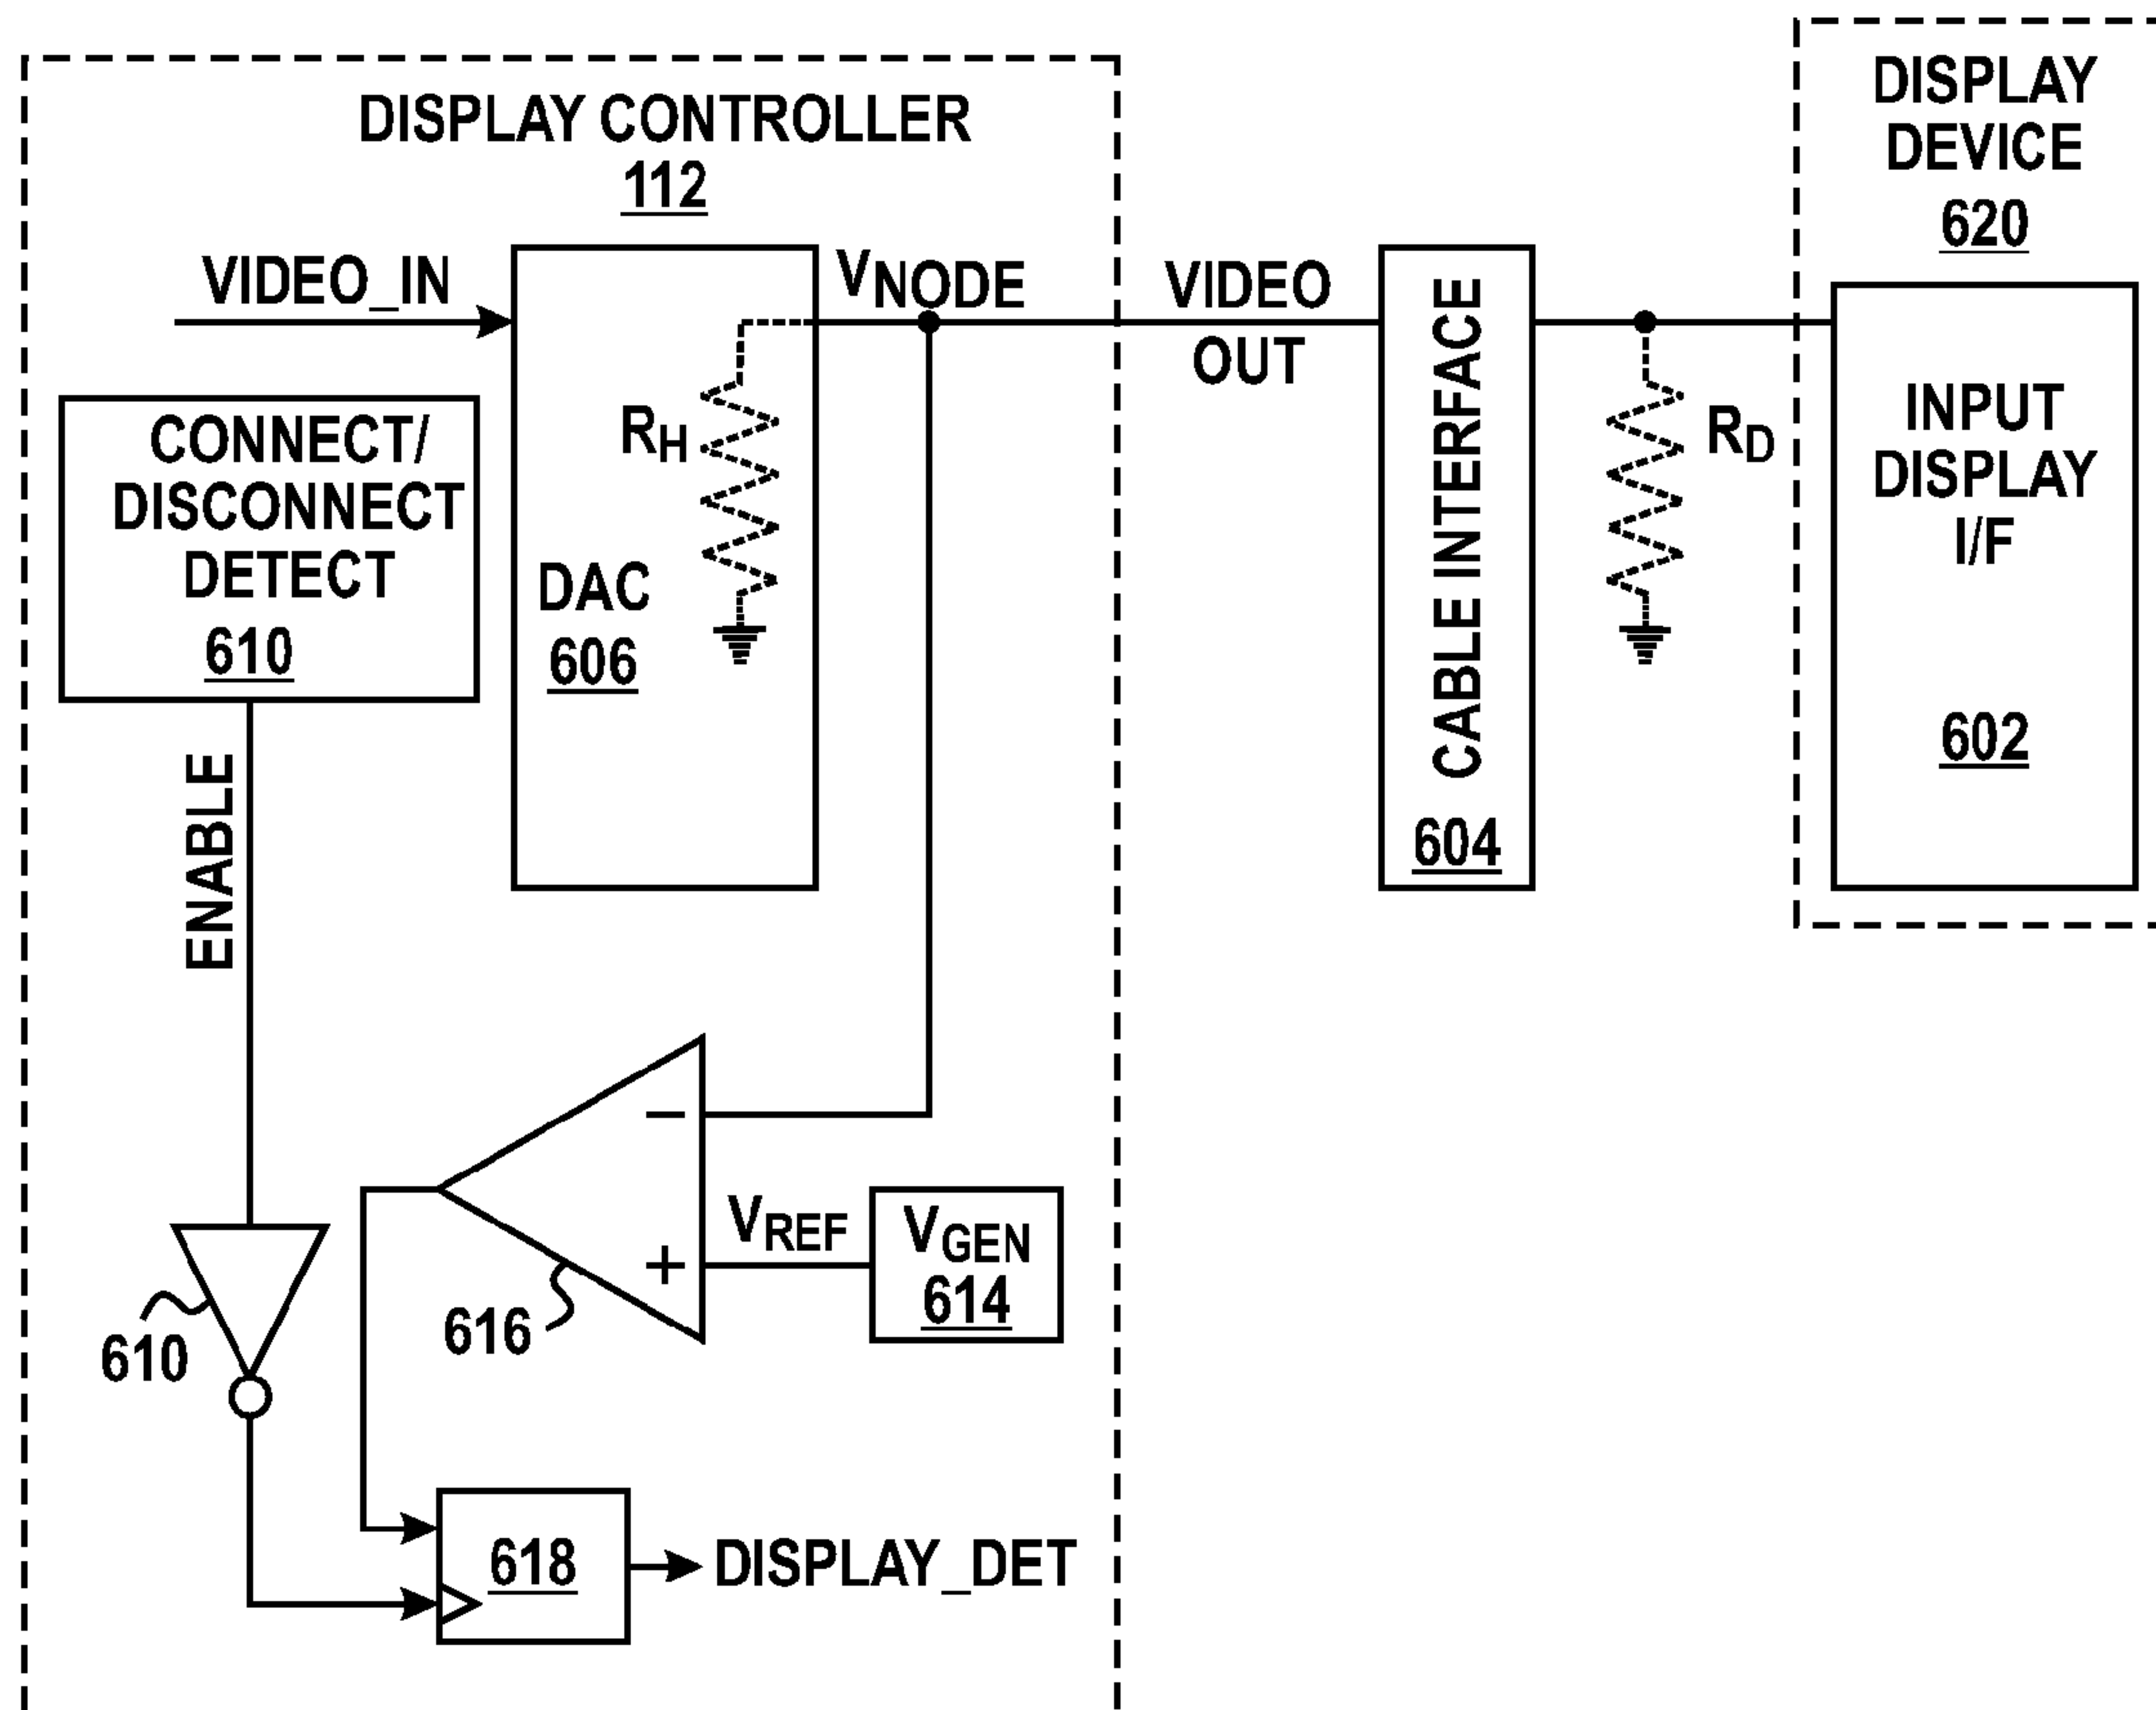 DISPLAY CONTROLLER
112
VIDEO_IN
VNODE
VIDEO
OUT
DISPLAY
DEVICE
620
CONNECT/
DISCONNECT
DETECT
610
RH
DAC
606
CABLE INTERFACE
604
RD
INPUT
DISPLAY
I/F
602
ENABLE
−
+
VREF
VGEN
614
616
610
618
DISPLAY_DET